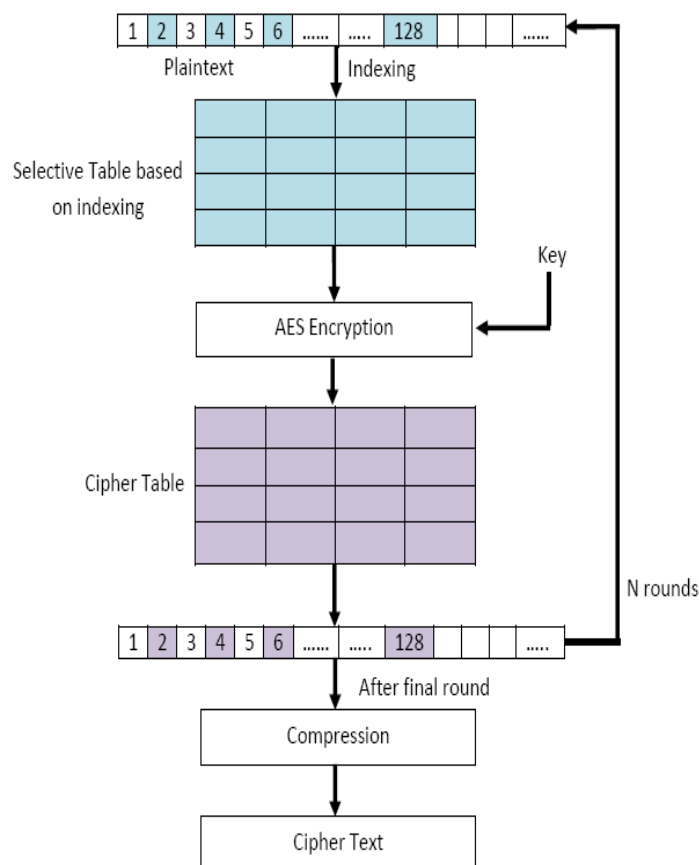 1 2 3 4 5 6 ...... ..... 128 ......
Plaintext Indexing
Selective Table based
on indexing
Key
AES Encryption
Cipher Table
N rounds
1 2 3 4 5 6 ...... ..... 128 .....
After final round
Compression
Cipher Text